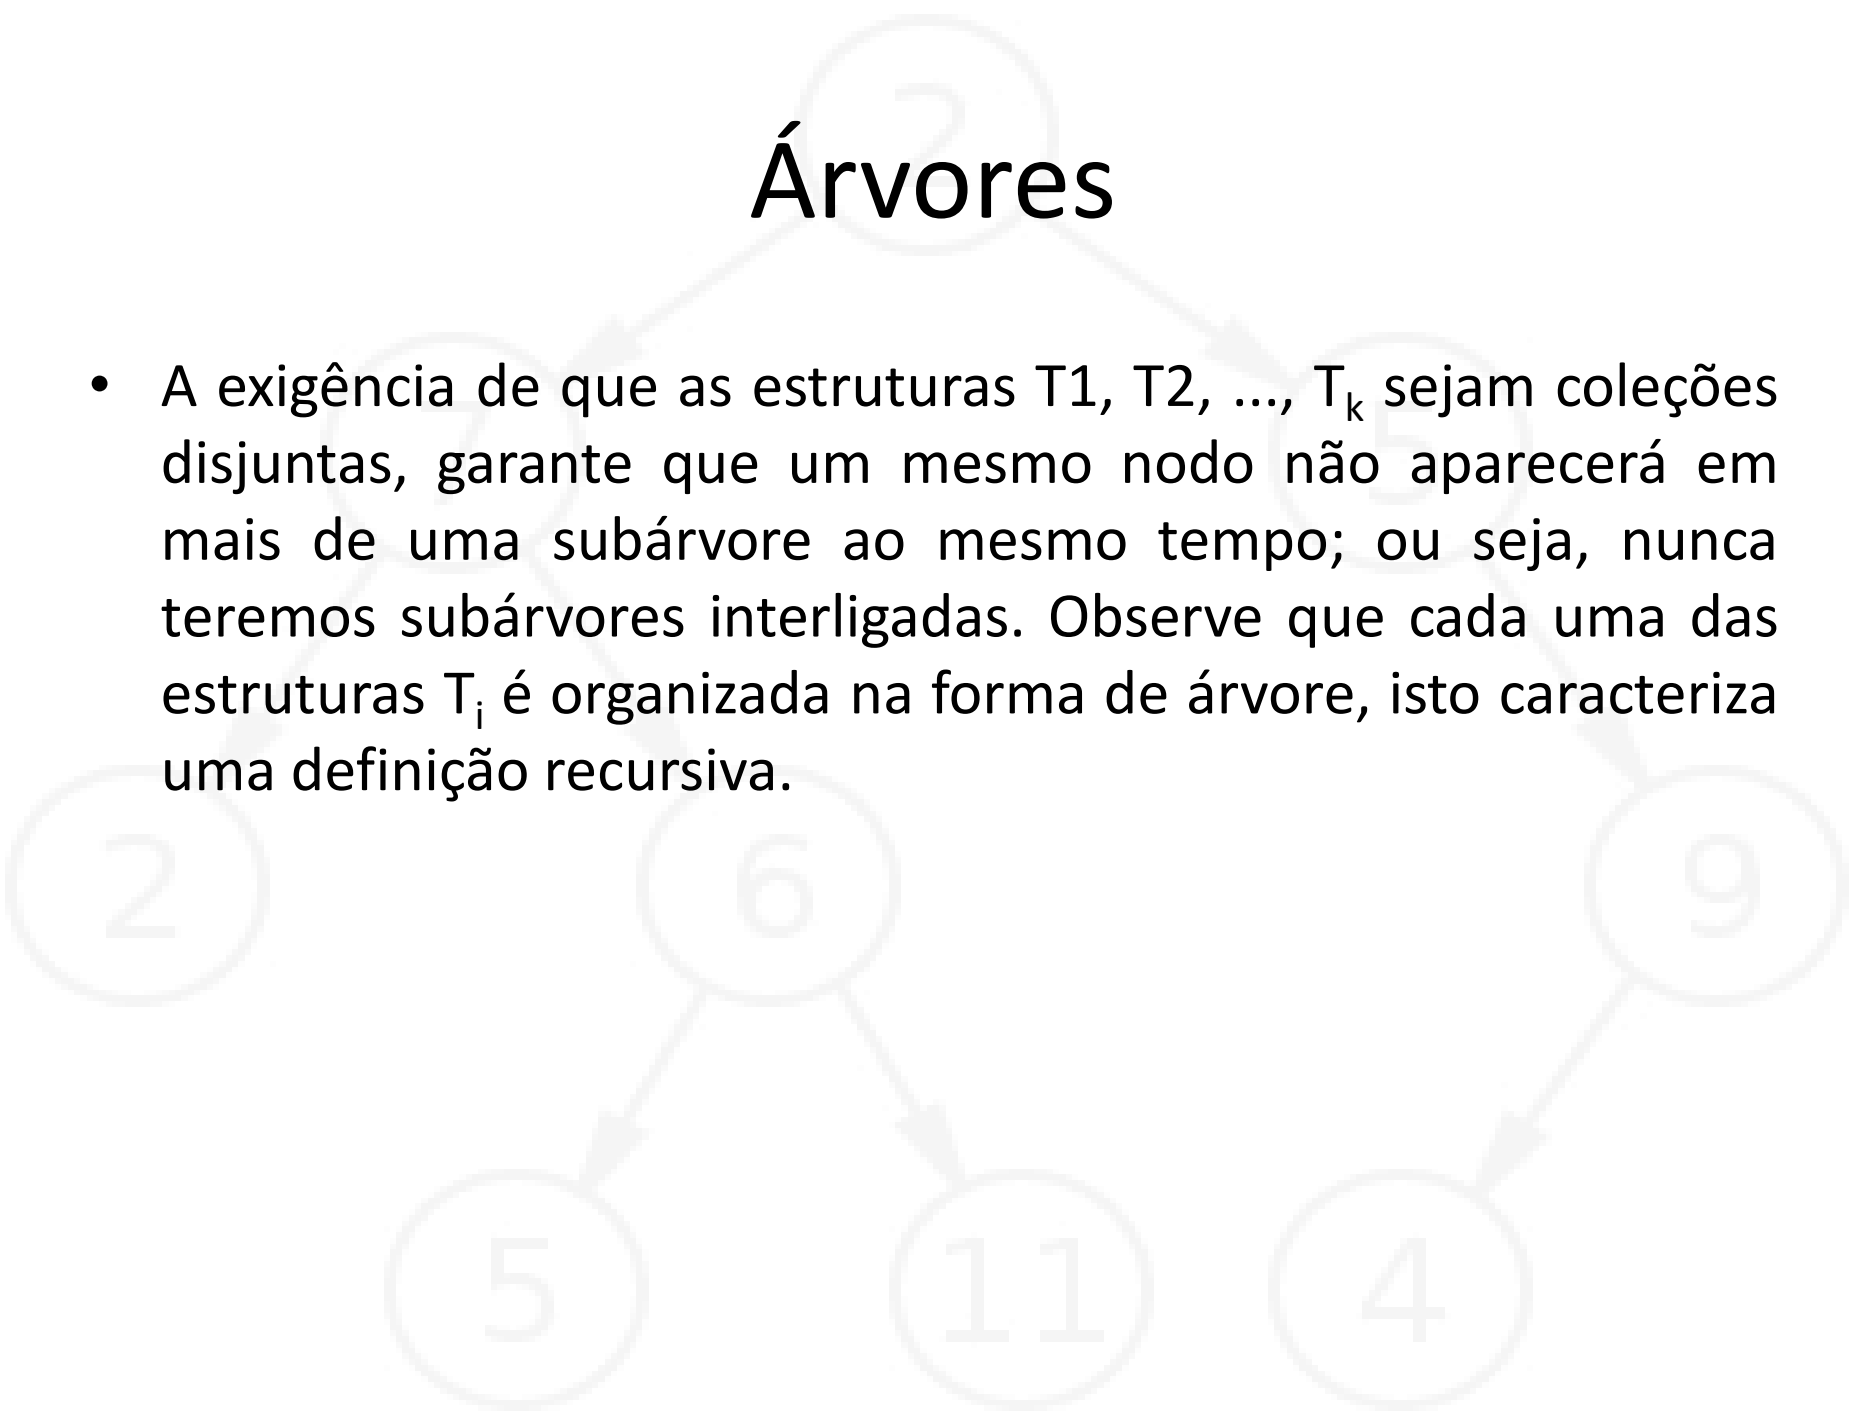 2
Árvores
• A exigência de que as estruturas T1, T2, ..., Tk sejam coleções
disjuntas, garante que um mesmo nodo não aparecerá em
mais de uma subárvore ao mesmo tempo; ou seja, nunca
teremos subárvores interligadas. Observe que cada uma das
estruturas Ti é organizada na forma de árvore, isto caracteriza
uma definição recursiva.
7 5
2 6 9
5 11 4